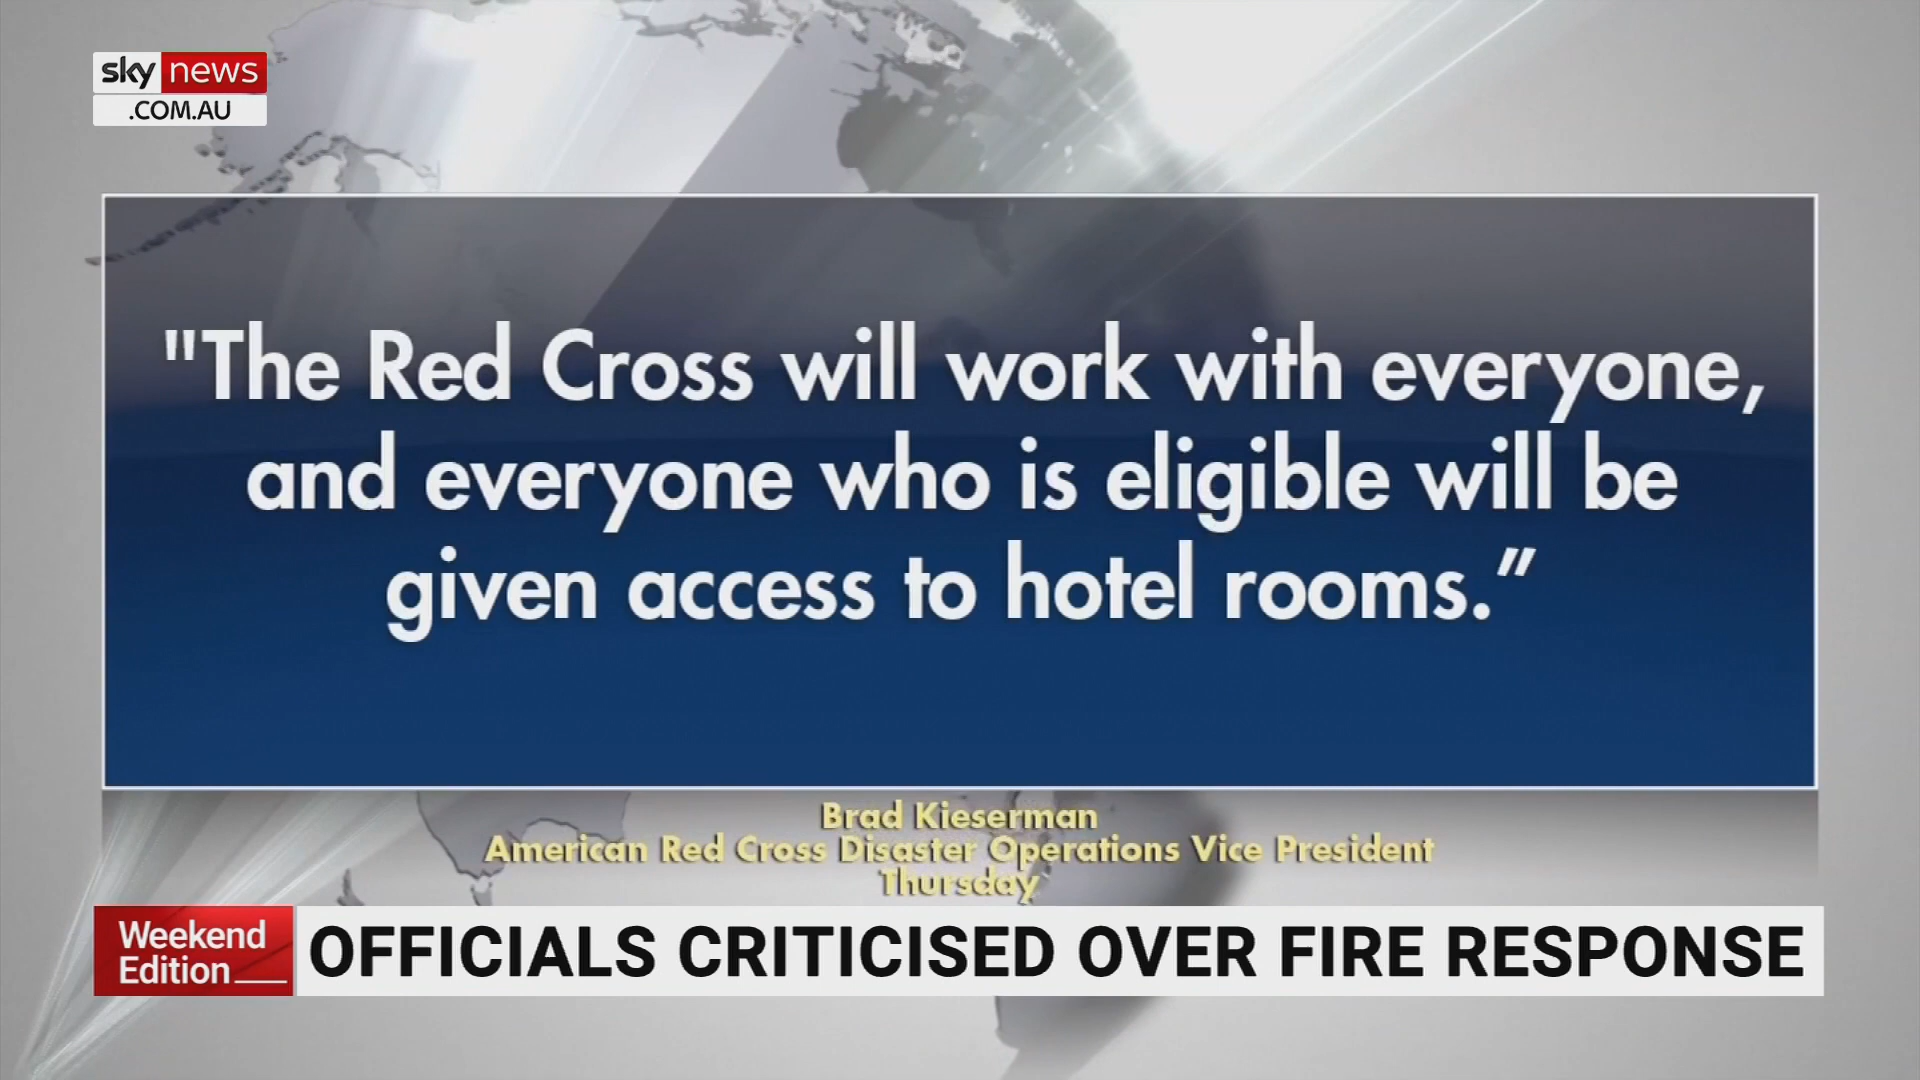 sky news
.COM.AU
"The Red Cross will work with everyone,
and everyone who is eligible will be
given access to hotel rooms.”
Brad Kieserman
American Red Cross Disaster Operations Vice President
Thursday
Weekend
Edition
OFFICIALS CRITICISED OVER FIRE RESPONSE